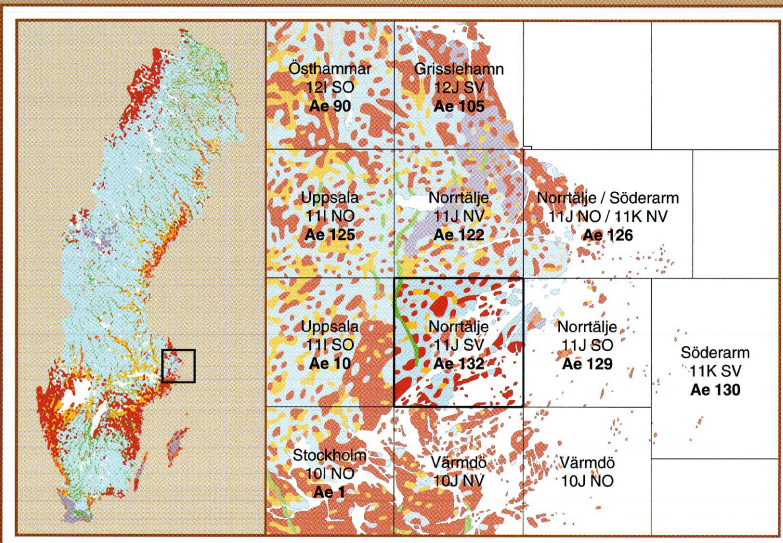 Östhammar
12I SO
Ae 90
Grisslehamn
12J SV
Ae 105
Uppsala
11I NO
Ae 125
Norrtälje
11J NV
Ae 122
Norrtälje / Söderarm
11J NO / 11K NV
Ae 126
Uppsala
11I SO
Ae 10
Norrtälje
11J SV
Ae 132
Norrtälje
11J SO
Ae 129
Söderarm
11K SV
Ae 130
Stockholm
10I NO
Ae 1
Värmdö
10J NV
Värmdö
10J NO